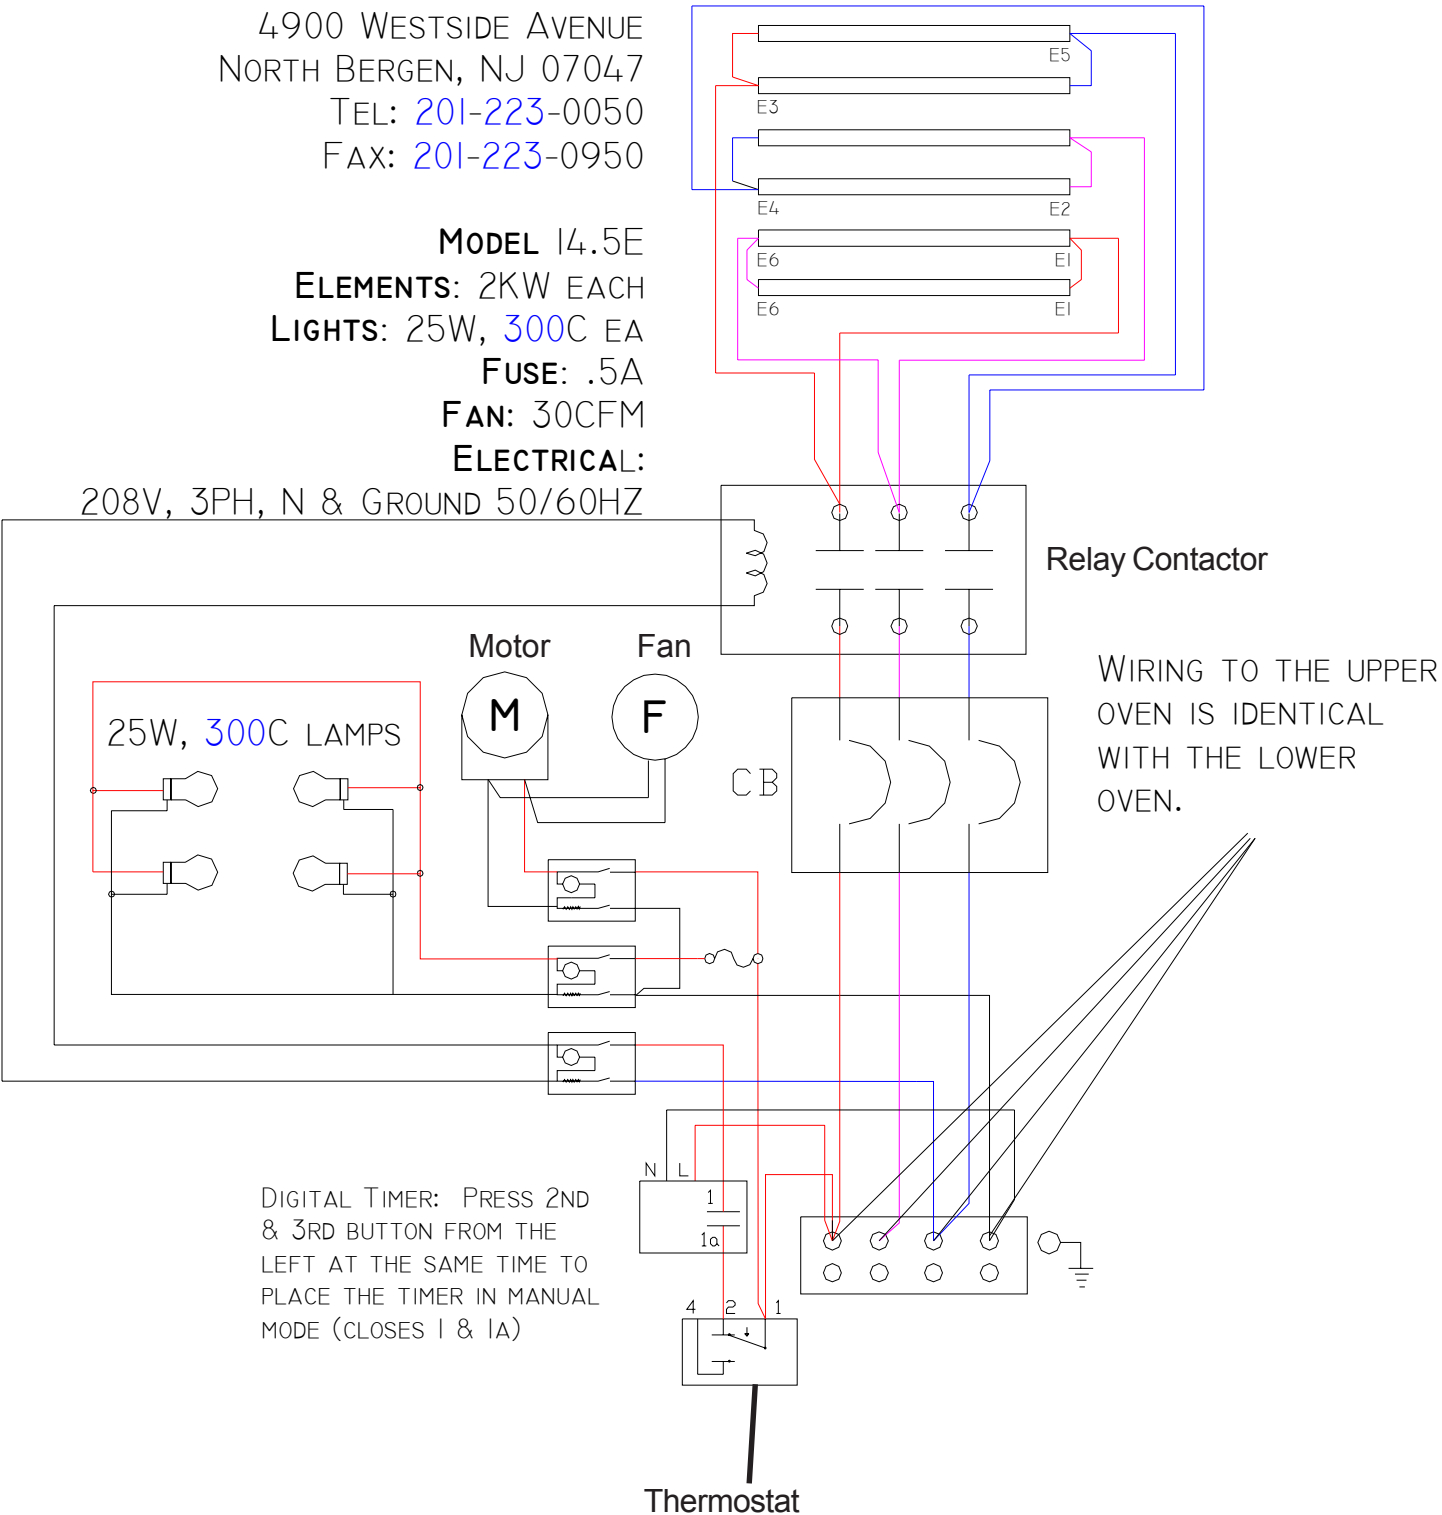 4900 WESTSIDE AVENUE
NORTH BERGEN, NJ 07047
TEL: 201-223-0050
FAX: 201-223-0950
MODEL 14.5E
ELEMENTS: 2KW EACH
LIGHTS: 25W, 300C EA
FUSE: .5A
FAN: 30CFM
ELECTRICAL:
208V, 3PH, N & GROUND 50/60HZ
E5
E3
E4
E2
E6
E1
E6
E1
Relay Contactor
Motor
Fan
M
F
25W, 300C LAMPS
CB
WIRING TO THE UPPER
OVEN IS IDENTICAL
WITH THE LOWER
OVEN.
N L
1
1a
DIGITAL TIMER: PRESS 2ND
& 3RD BUTTON FROM THE
LEFT AT THE SAME TIME TO
PLACE THE TIMER IN MANUAL
MODE (CLOSES 1 & 1A)
4 2 1
Thermostat